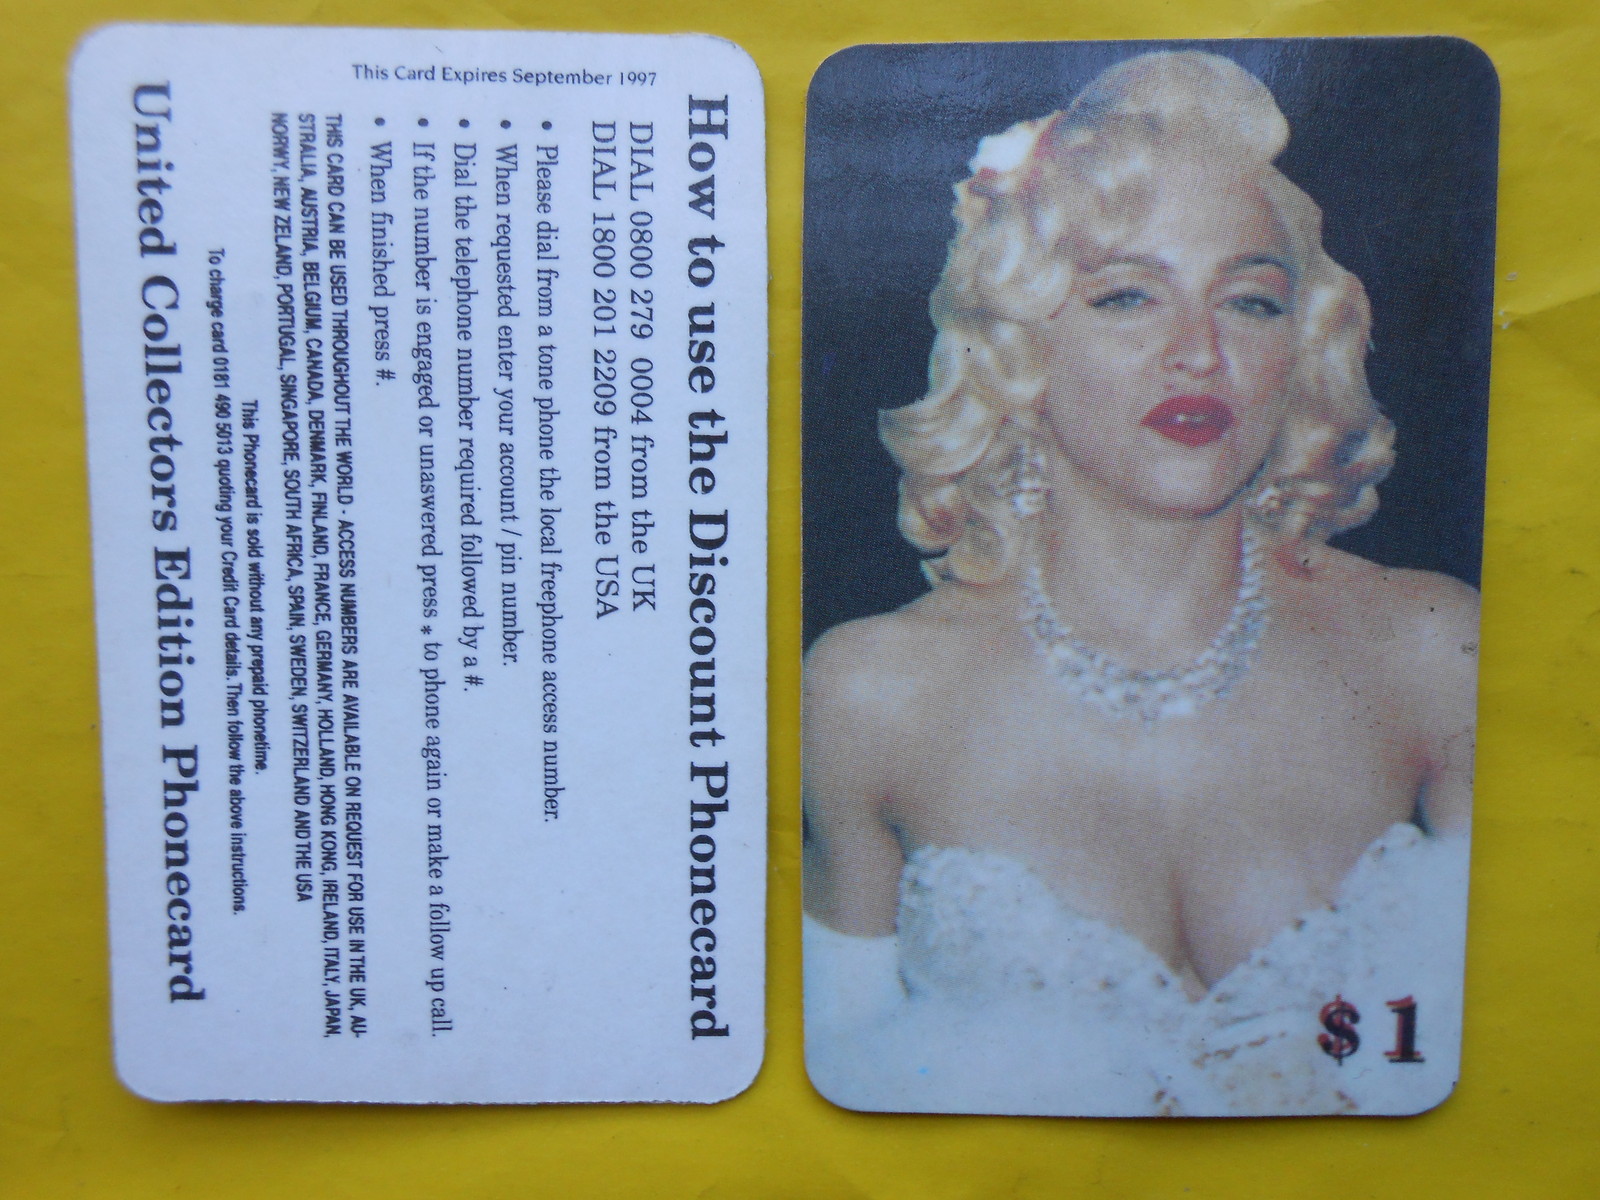 How to use the Discount Phonecard
DIAL 0800 279 0004 from the UK
DIAL 1800 201 2209 from the USA
• Please dial from a tone phone the local freephone access number.
• When requested enter your account / pin number.
• Dial the telephone number required followed by a #.
• If the number is engaged or unaswered press * to phone again or make a follow up call.
• When finished press #.
This Card Expires September 1997
THIS CARD CAN BE USED THROUGHOUT THE WORLD - ACCESS NUMBERS ARE AVAILABLE ON REQUEST FOR USE IN THE UK, AU-
STRALIA, AUSTRIA, BELGIUM, CANADA, DENMARK, FINLAND, FRANCE, GERMANY, HOLLAND, HONG KONG, IRELAND, ITALY, JAPAN,
NORWY, NEW ZELAND, PORTUGAL, SINGAPORE, SOUTH AFRICA, SPAIN, SWEDEN, SWITZERLAND AND THE USA
This Phonecard is sold without any prepaid phonetime.
To charge card 0181 490 5013 quoting your Credit Card details. Then follow the above instructions.
United Collectors Edition Phonecard
$ 1